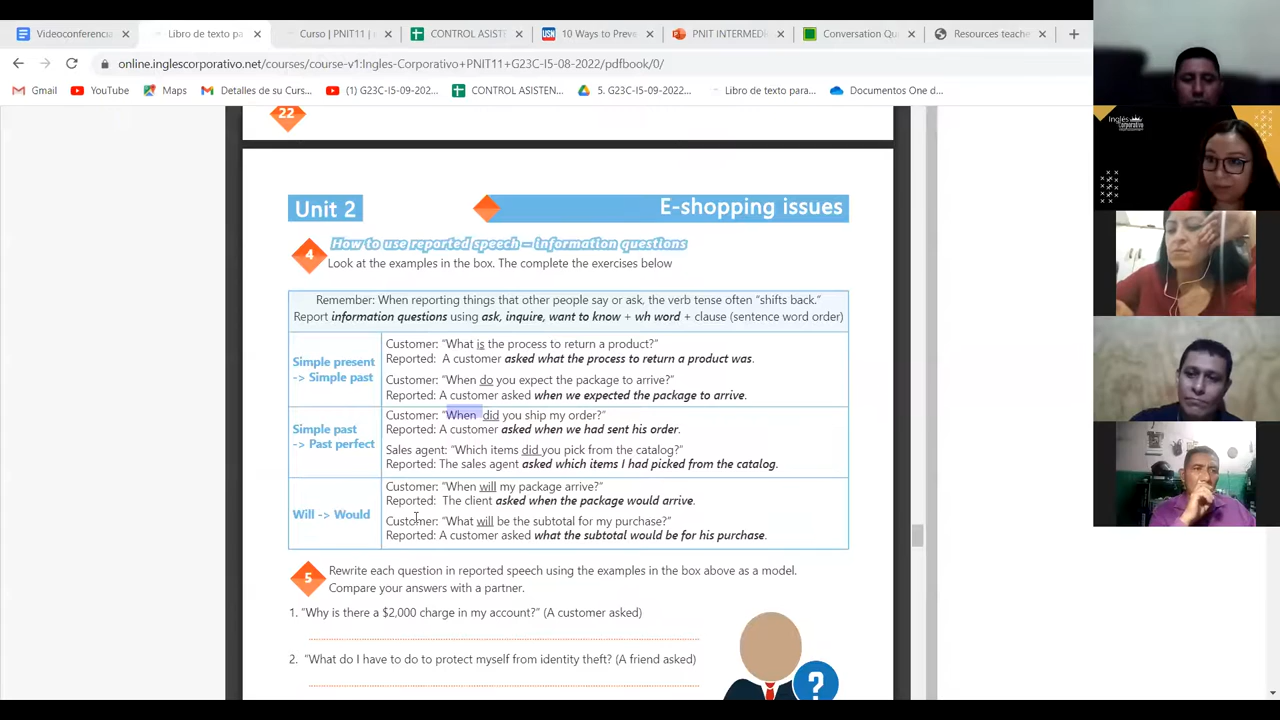 Videoconferencia
Libro de texto pa
Curso | PNIT11 |
CONTROL ASISTE
10 Ways to Preve
PNIT INTERMED
Conversation Qu
Resources teache
online.inglescorporativo.net/courses/course-v1:Ingles-Corporativo+PNIT11+G23C-I5-08-2022/pdfbook/0/
Gmail
YouTube
Maps
Detalles de su Curs...
(1) G23C-I5-09-202...
CONTROL ASISTEN...
5. G23C-I5-09-2022...
Libro de texto para...
Documentos One d...
Inglés
Corporativo
22
Unit 2
E-shopping issues
4
How to use reported speech – information questions
Look at the examples in the box. The complete the exercises below
Remember: When reporting things that other people say or ask, the verb tense often “shifts back.”
Report information questions using ask, inquire, want to know + wh word + clause (sentence word order)
Simple present
-> Simple past
Customer: “What is the process to return a product?”
Reported: A customer asked what the process to return a product was.
Customer: “When do you expect the package to arrive?”
Reported: A customer asked when we expected the package to arrive.
Simple past
-> Past perfect
Customer: “When did you ship my order?”
Reported: A customer asked when we had sent his order.
Sales agent: “Which items did you pick from the catalog?”
Reported: The sales agent asked which items I had picked from the catalog.
Will -> Would
Customer: “When will my package arrive?”
Reported: The client asked when the package would arrive.
Customer: “What will be the subtotal for my purchase?”
Reported: A customer asked what the subtotal would be for his purchase.
5
Rewrite each question in reported speech using the examples in the box above as a model.
Compare your answers with a partner.
1. “Why is there a $2,000 charge in my account?” (A customer asked)
2. “What do I have to do to protect myself from identity theft? (A friend asked)
?